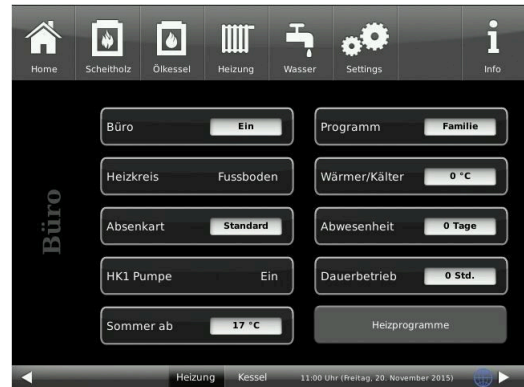 Home Scheitholz Ölkessel Heizung Wasser Settings Info
Büro
Büro Ein
Programm Familie
Heizkreis Fussboden
Wärmer/Kälter 0 °C
Absenkart Standard
Abwesenheit 0 Tage
HK1 Pumpe Ein
Dauerbetrieb 0 Std.
Sommer ab 17 °C
Heizprogramme
Heizung Kessel 11:00 Uhr (Freitag, 20. November 2015)